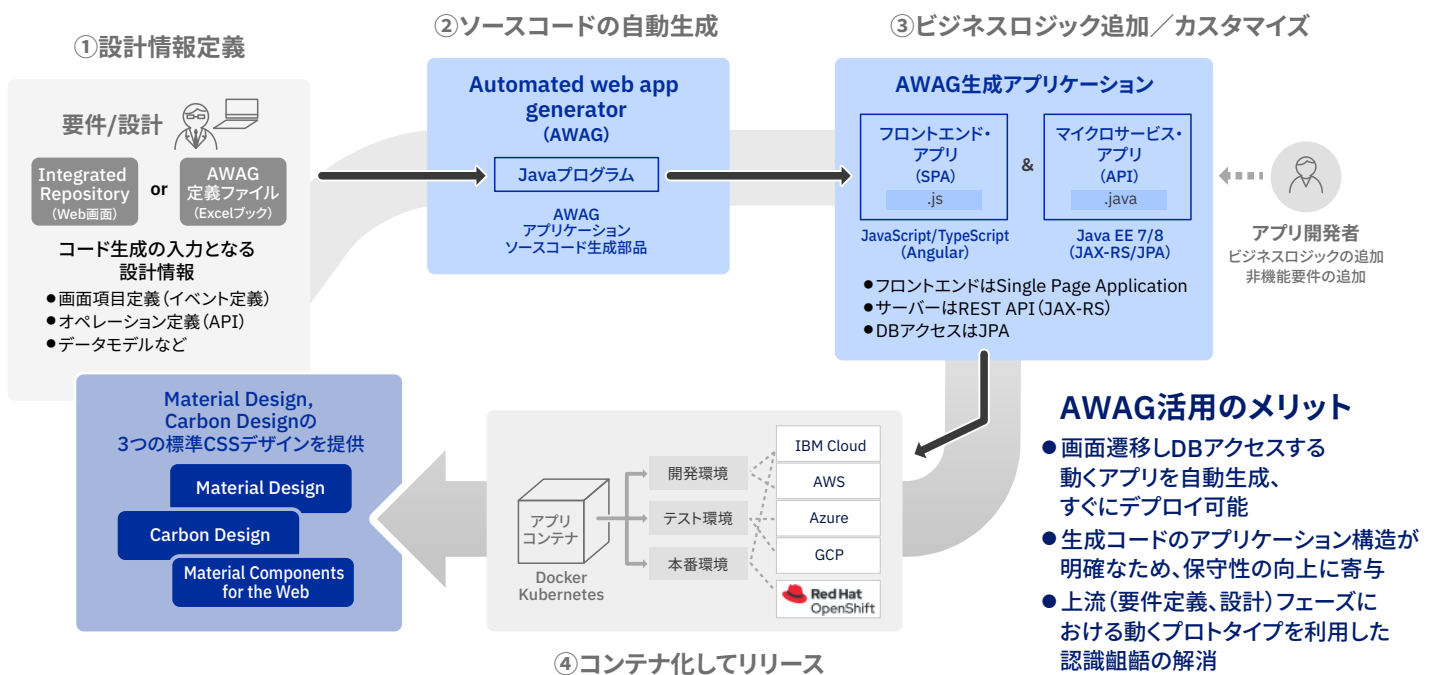 ①設計情報定義
要件/設計
Integrated
Repository
（Web画面）
or
AWAG
定義ファイル
（Excelブック）
コード生成の入力となる
設計情報
●画面項目定義（イベント定義）
●オペレーション定義（API）
●データモデルなど
②ソースコードの自動生成
Automated web app
generator
（AWAG）
Javaプログラム
AWAG
アプリケーション
ソースコード生成部品
③ビジネスロジック追加／カスタマイズ
AWAG生成アプリケーション
フロントエンド・
アプリ
（SPA）
.js
&
マイクロサービス・
アプリ
（API）
.java
JavaScript/TypeScript
（Angular）
Java EE 7/8
（JAX-RS/JPA）
●フロントエンドはSingle Page Application
●サーバーはREST API（JAX-RS）
●DBアクセスはJPA
アプリ開発者
ビジネスロジックの追加
非機能要件の追加
Material Design,
Carbon Designの
3つの標準CSSデザインを提供
Material Design
Carbon Design
Material Components
for the Web
アプリ
コンテナ
Docker
Kubernetes
開発環境
テスト環境
本番環境
IBM Cloud
AWS
Azure
GCP
Red Hat
OpenShift
④コンテナ化してリリース
AWAG活用のメリット
●画面遷移しDBアクセスする
動くアプリを自動生成、
すぐにデプロイ可能
●生成コードのアプリケーション構造が
明確なため、保守性の向上に寄与
●上流（要件定義、設計）フェーズに
おける動くプロトタイプを利用した
認識齟齬の解消